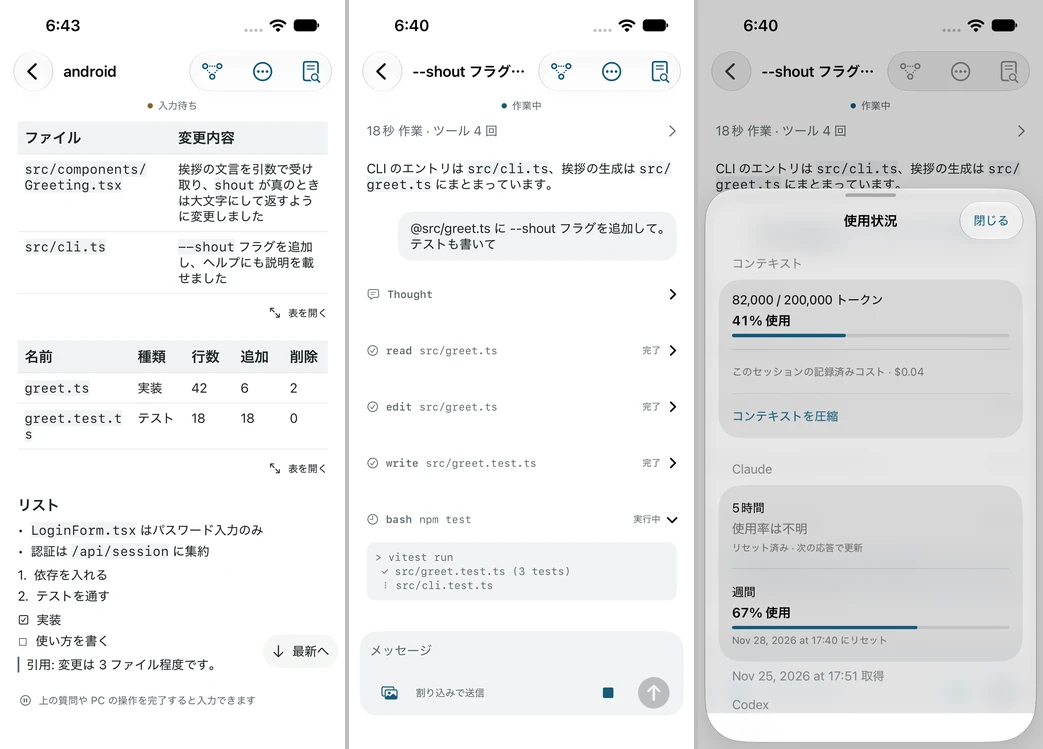 6:43
android
入力待ち
ファイル 変更内容
src/components/
Greeting.tsx
挨拶の文言を引数で受け
取り、shout が真のとき
は大文字にして返すよう
に変更しました
src/cli.ts
--shout フラグを追加
し、ヘルプにも説明を載
せました
表を開く
名前 種類 行数 追加 削除
greet.ts 実装 42 6 2
greet.test.t
s
テスト 18 18 0
表を開く
リスト
• LoginForm.tsx はパスワード入力のみ
• 認証は /api/session に集約
1. 依存を入れる
2. テストを通す
実装
使い方を書く
引用: 変更は 3 ファイル程度です。
最新へ
上の質問や PC の操作を完了すると入力できます
6:40
--shout フラグ…
作業中
18秒 作業 · ツール 4 回
CLI のエントリは src/cli.ts、挨拶の生成は src/
greet.ts にまとまっています。
@src/greet.ts に --shout フラグを追加して。
テストも書いて
Thought
read src/greet.ts 完了
edit src/greet.ts 完了
write src/greet.test.ts 完了
bash npm test 実行中
> vitest run
✓ src/greet.test.ts (3 tests)
⋮ src/cli.test.ts
メッセージ
割り込みで送信
6:40
--shout フラグ…
作業中
18秒 作業 · ツール 4 回
CLI のエントリは src/cli.ts、挨拶の生成は src/
greet.ts にまとまっています。
使用状況
閉じる
コンテキスト
82,000 / 200,000 トークン
41% 使用
このセッションの記録済みコスト · $0.04
コンテキストを圧縮
Claude
5時間
使用率は不明
リセット済み · 次の応答で更新
週間
67% 使用
Nov 28, 2026 at 17:40 にリセット
Nov 25, 2026 at 17:51 取得
Codex